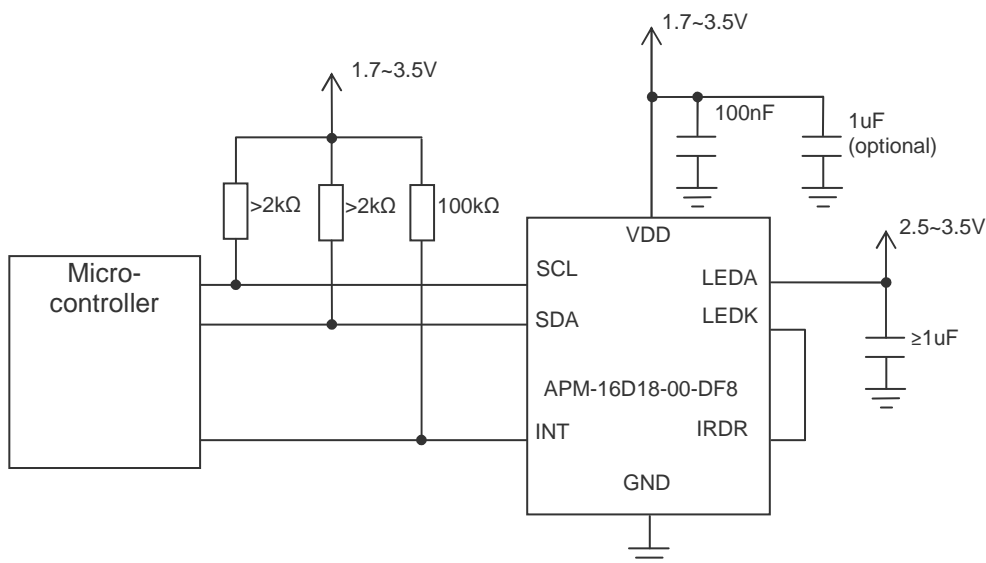 1.7~3.5V
1.7~3.5V
100nF
1uF
(optional)
>2kΩ
>2kΩ
100kΩ
VDD
2.5~3.5V
Micro-
controller
SCL
LEDA
SDA
LEDK
≥1uF
APM-16D18-00-DF8
INT
IRDR
GND